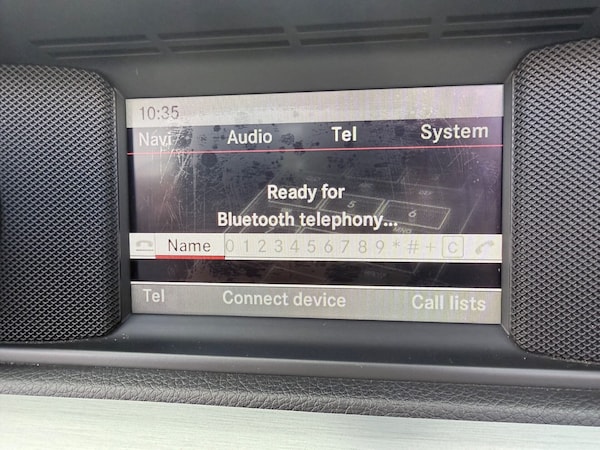 10:35
Navi Audio Tel System
Ready for
Bluetooth telephony...
Name 0 1 2 3 4 5 6 7 8 9 * # + C
Tel Connect device Call lists